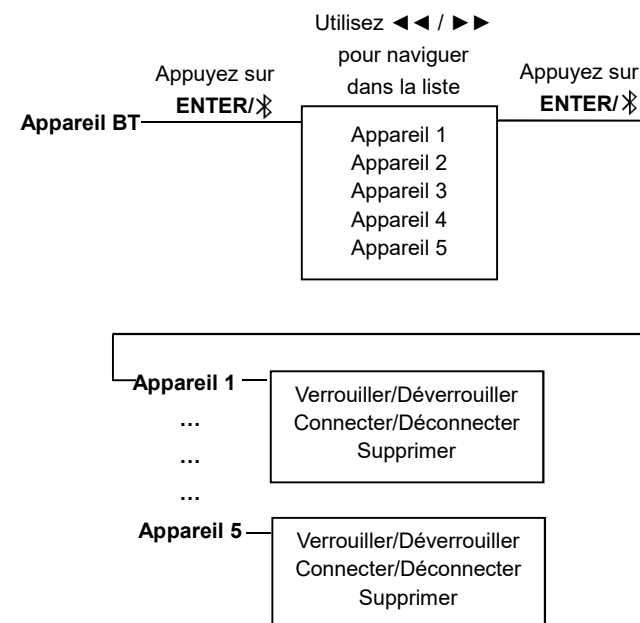 Utilisez ◄◄ / ►►
pour naviguer
dans la liste
Appuyez sur
ENTER/
Appareil BT
Appareil 1
Appareil 2
Appareil 3
Appareil 4
Appareil 5
Appuyez sur
ENTER/
Appareil 1
Verrouiller/Déverrouiller
Connecter/Déconnecter
Supprimer
…
…
…
Appareil 5
Verrouiller/Déverrouiller
Connecter/Déconnecter
Supprimer